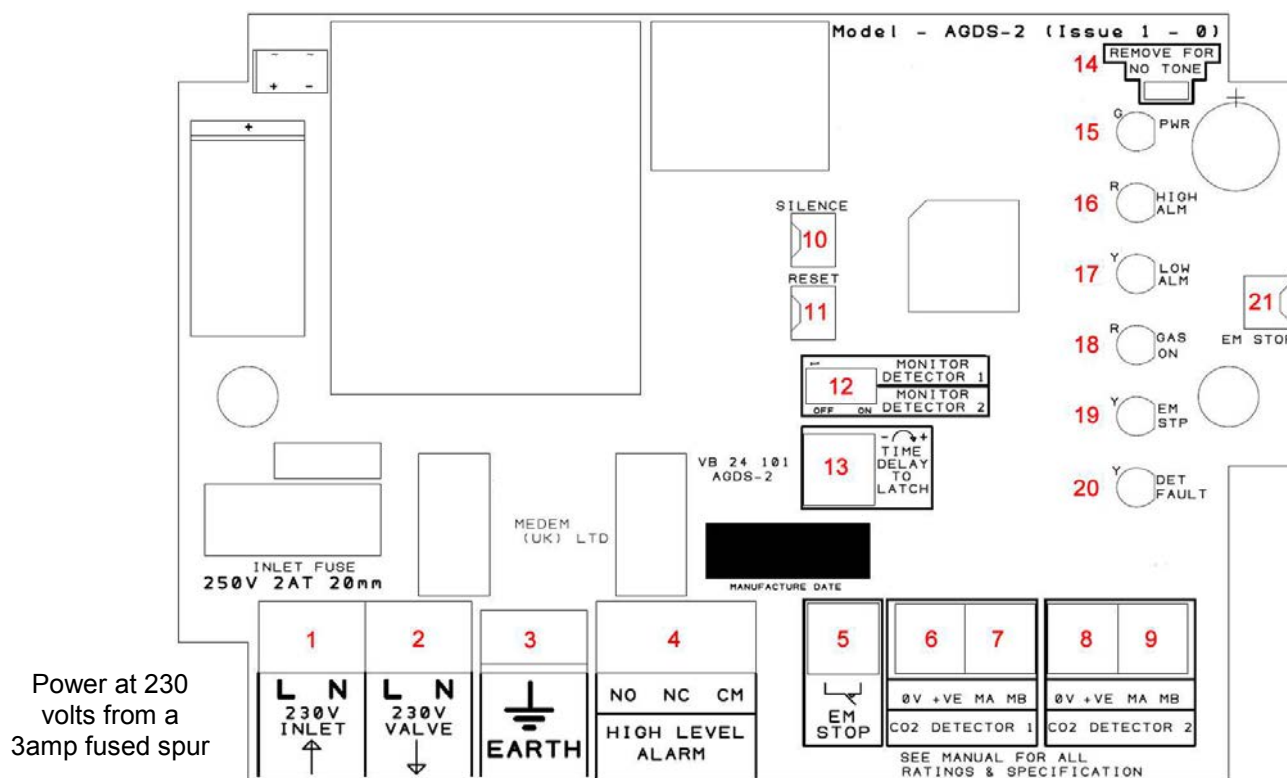 Model - AGDS-2 (Issue 1 - 0)
14
REMOVE FOR
NO TONE
~ ~
+ -
+
+
15
G
PWR
16
R
HIGH
ALM
SILENCE
10
17
Y
LOW
ALM
RESET
11
21
EM STOP
18
R
GAS
ON
12
OFF ON
MONITOR
DETECTOR 1
MONITOR
DETECTOR 2
19
Y
EM
STP
13
- +
TIME
DELAY
TO
LATCH
VB 24 101
AGDS-2
20
Y
DET
FAULT
MEDEM
(UK) LTD
INLET FUSE
250V 2AT 20mm
MANUFACTURE DATE
1 2 3 4 5 6 7 8 9
Power at 230
volts from a
3amp fused spur
L N
230V
INLET
L N
230V
VALVE
EARTH
NO NC CM
HIGH LEVEL
ALARM
EM
STOP
0V +VE MA MB
CO2 DETECTOR 1
0V +VE MA MB
CO2 DETECTOR 2
SEE MANUAL FOR ALL
RATINGS & SPECIFICATION